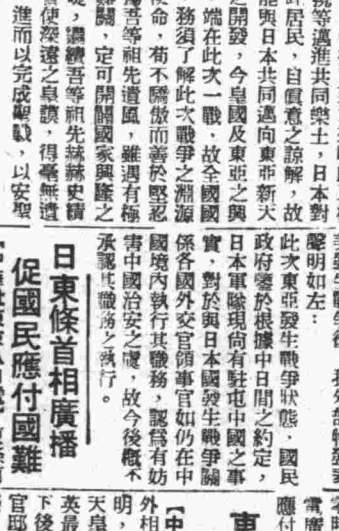 等邁進共同樂土，日本對
此居民，自眞意之諒解，故
能與日本共同邁向東亞新天
之開發，今皇國及東亞之興
端在此次一戰，故全國國
務須了解此次戰爭之淵源
使命，苟不驕傲而善於堅忍
吾等祖先遺風，雖遇有極
難關，定可開闢國家興隆之
續吾等祖先赫赫史績
使深遠之皇謨，得毫無遺
進而以完成聖戰，以安聖
聲明如左：
此次東亞發生戰爭狀態，國民
政府鑒於根據中日間之約定，
日本軍隊現尙有駐屯中國之事
實，對於與日本國發生戰爭關
係各國外交官領事官如仍在中
國境內執行其職務，認爲有妨
害中國治安之虞，故今後概不
承認其職務之執行。
日東條首相廣播
促國民應付國難
電廣
應付
【中
外相
明，
天皇
英最
下後
官邸